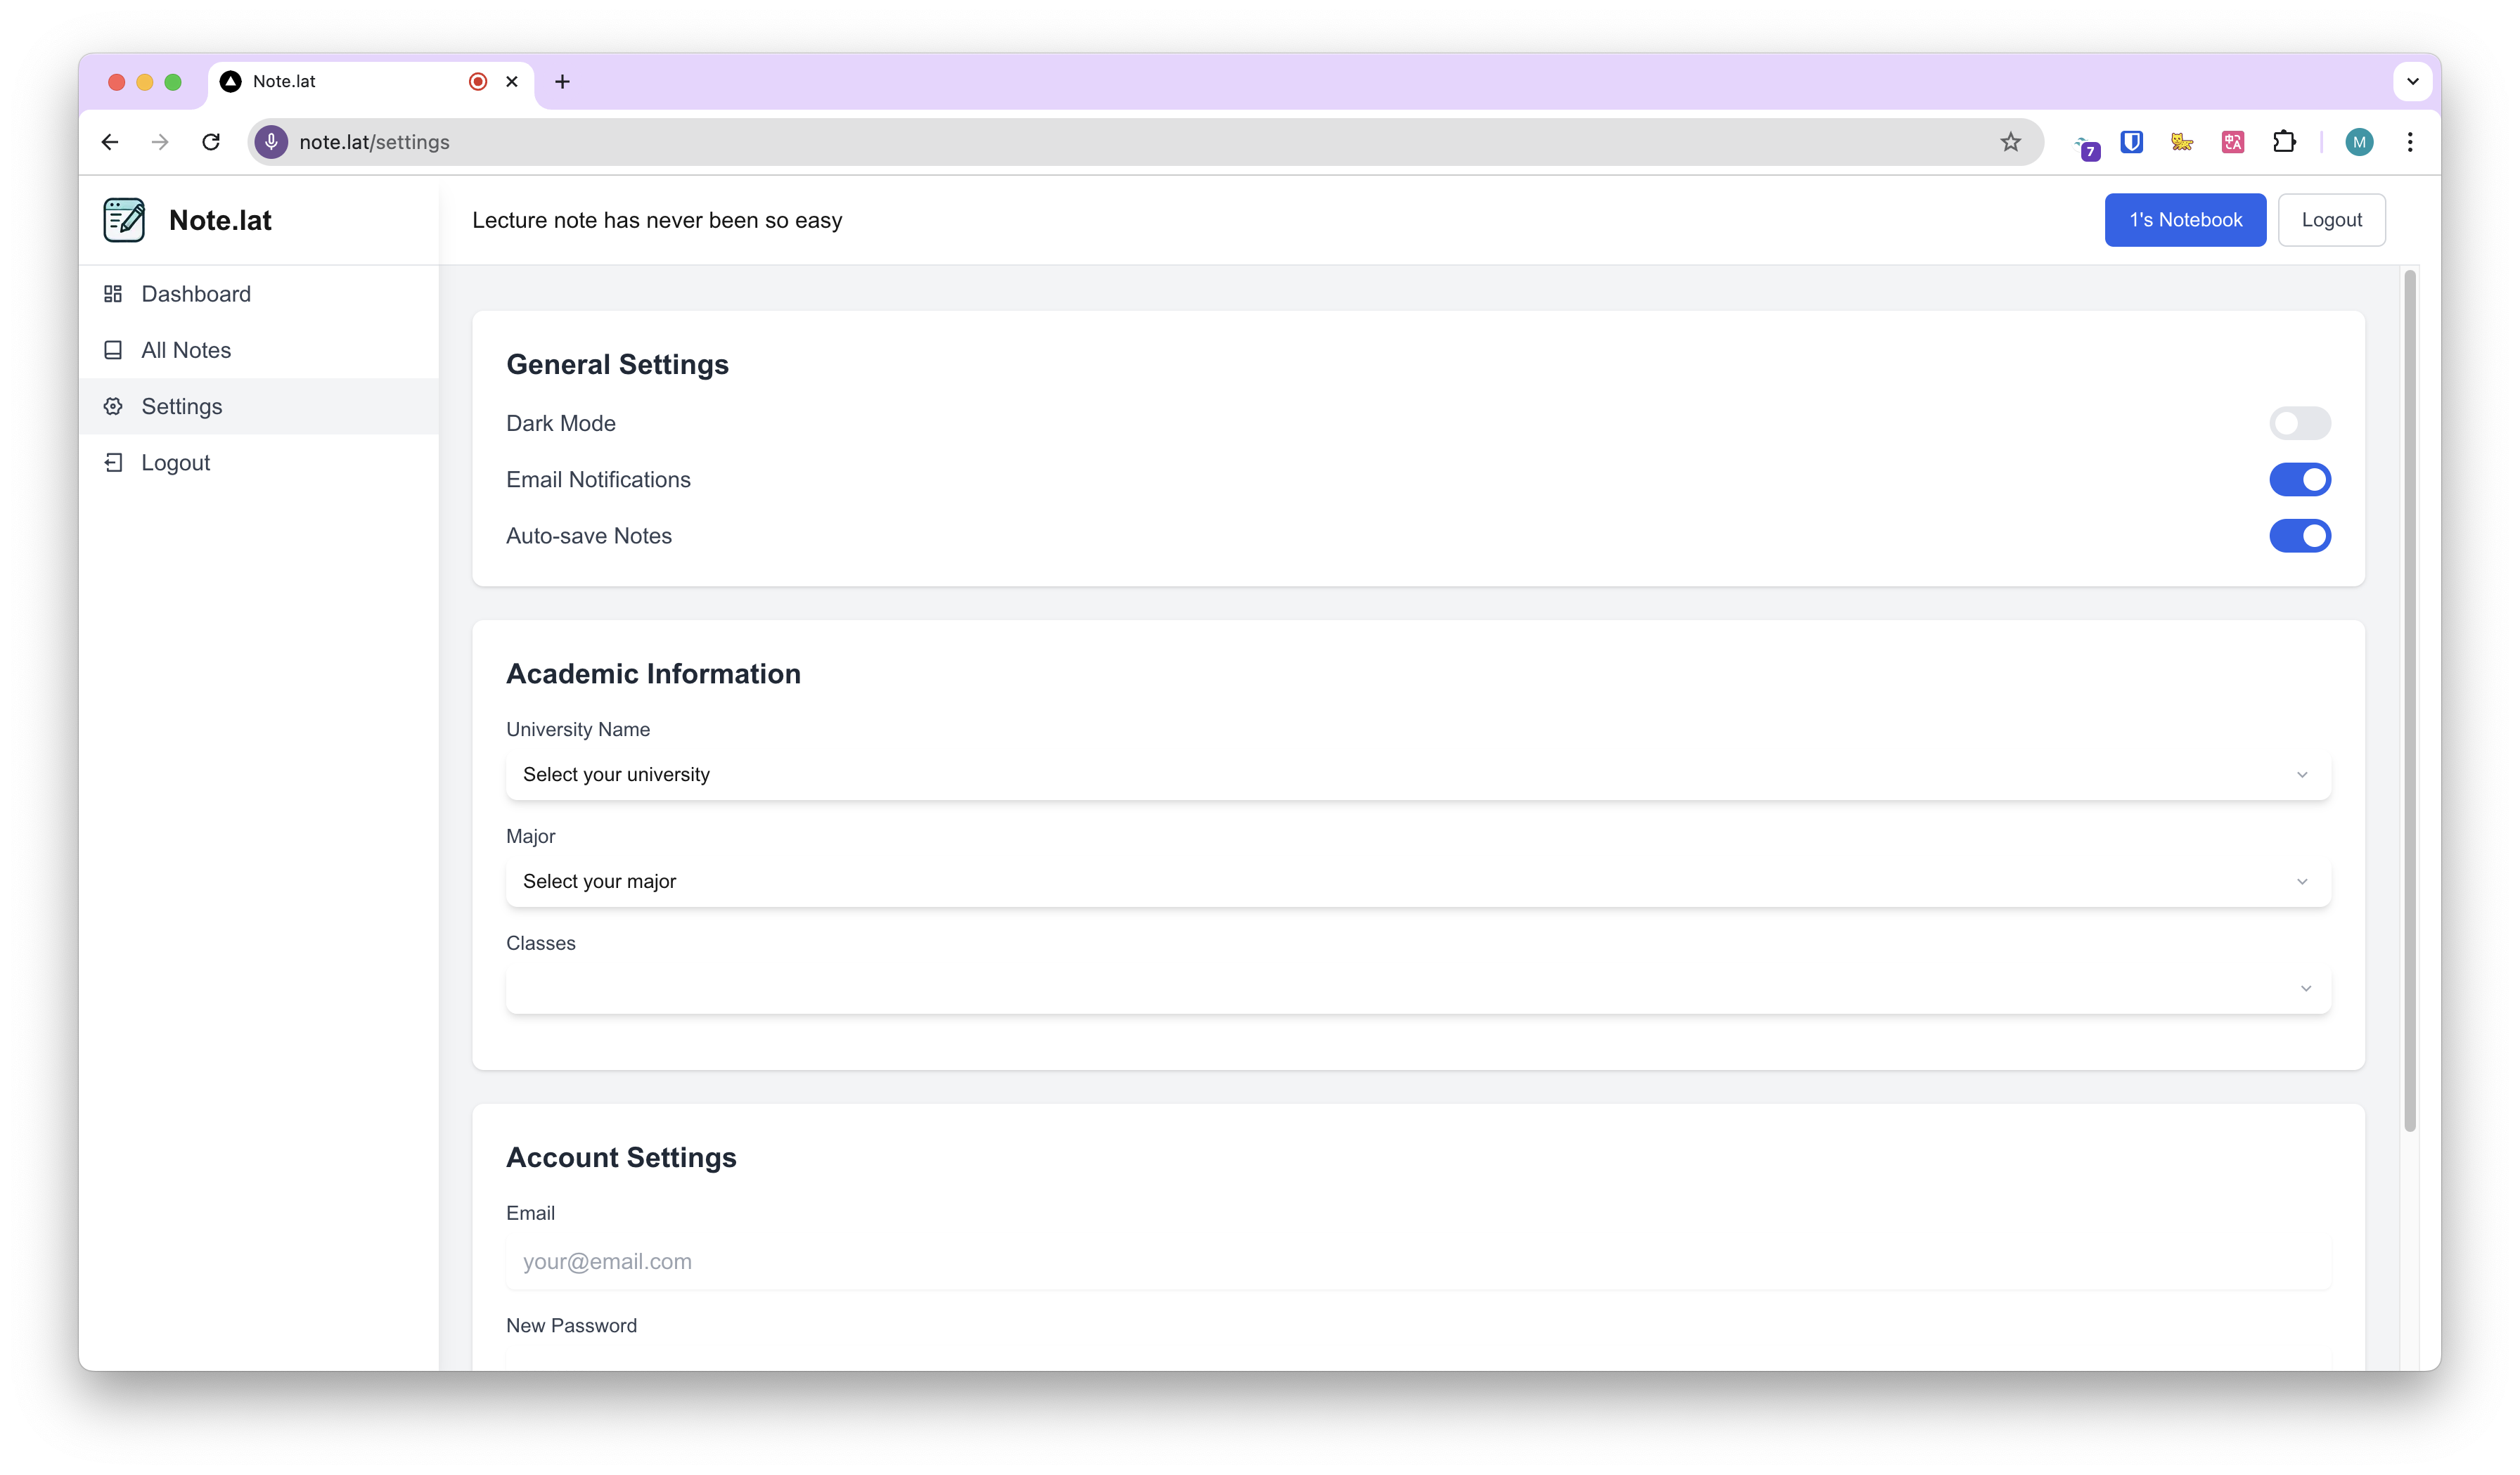 Note.lat
note.lat/settings
7
M
Note.lat
Lecture note has never been so easy
1's Notebook
Logout
Dashboard
All Notes
Settings
Logout
General Settings
Dark Mode
Email Notifications
Auto-save Notes
Academic Information
University Name
Select your university
Major
Select your major
Classes
Account Settings
Email
your@email.com
New Password